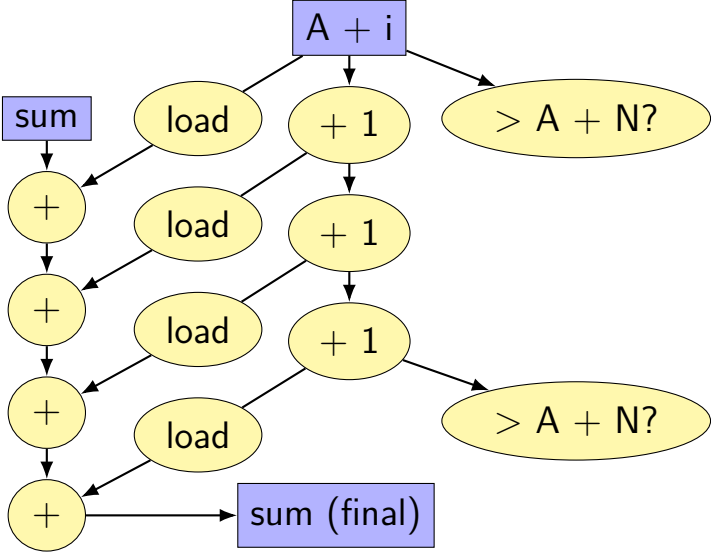 A + i
sum
load
+ 1
> A + N?
+
load
+ 1
+
load
+ 1
+
load
> A + N?
+
sum (final)